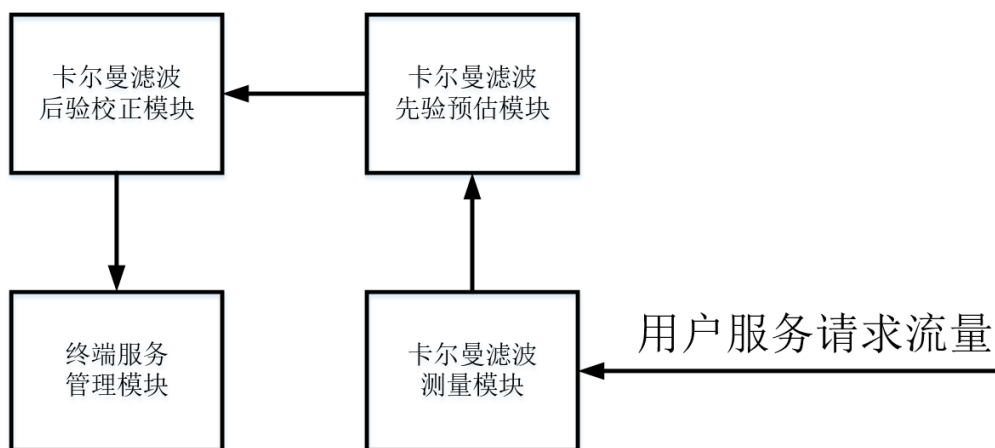 卡尔曼滤波
后验校正模块
卡尔曼滤波
先验预估模块
终端服务
管理模块
卡尔曼滤波
测量模块
用户服务请求流量